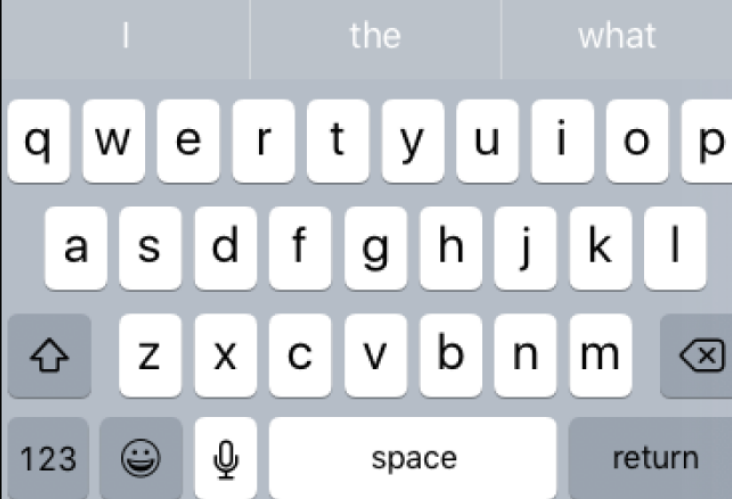 I the what
q w e r t y u i o p
a s d f g h j k l
z x c v b n m
123 space return